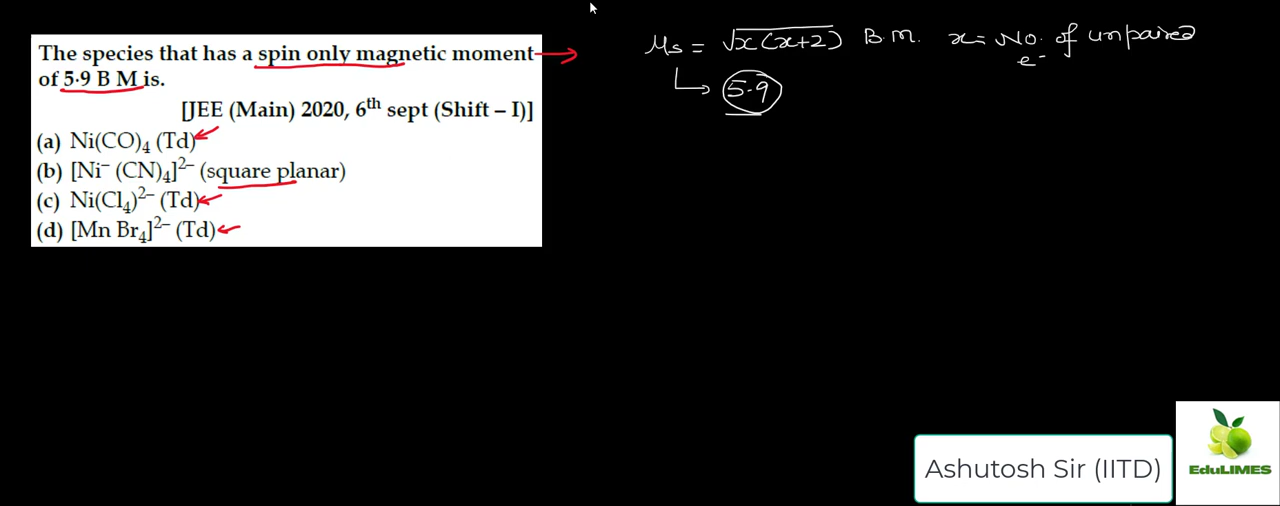 The species that has a spin only magnetic moment
of 5·9 B M is.
[JEE (Main) 2020, 6th sept (Shift – I)]
(a) Ni(CO)4 (Td)
(b) [Ni– (CN)4]2– (square planar)
(c) Ni(Cl4)2– (Td)
(d) [Mn Br4]2– (Td)
μs = √x(x+2) B.M. x= No. of unpaired
e-
5.9
Ashutosh Sir (IITD)
EduLIMES